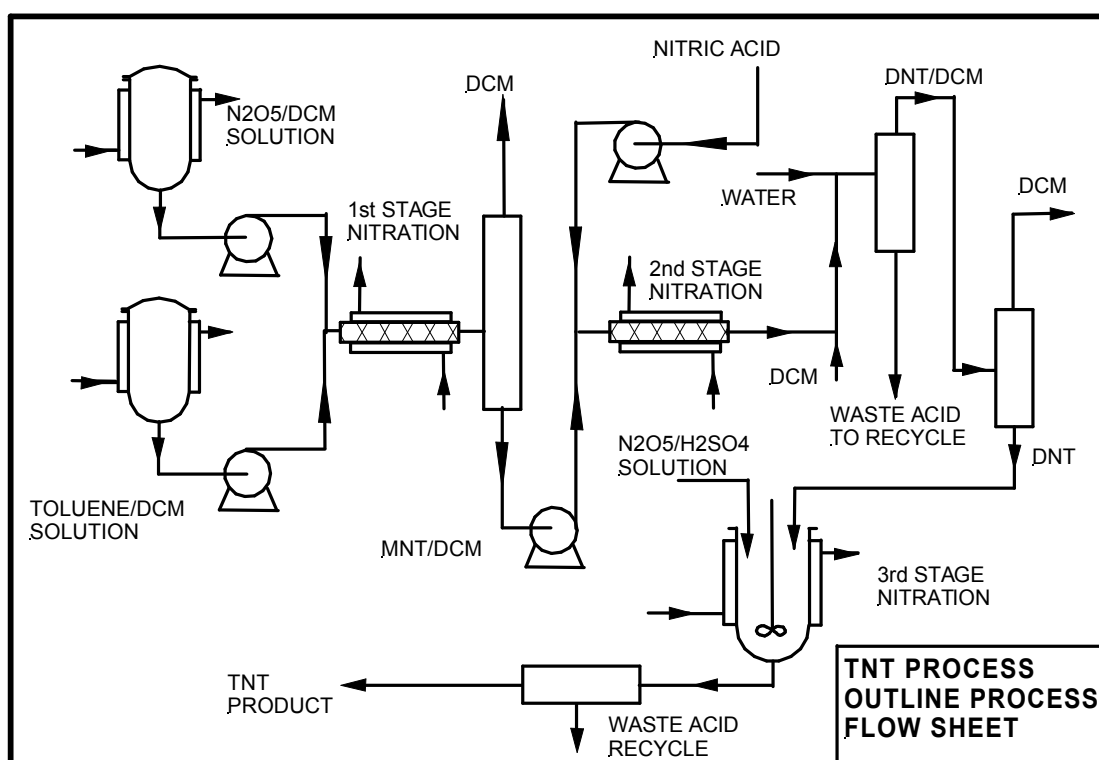 NITRIC ACID
DCM
DNT/DCM
N2O5/DCM
SOLUTION
WATER
DCM
1st STAGE
NITRATION
2nd STAGE
NITRATION
DCM
WASTE ACID
TO RECYCLE
N2O5/H2SO4
SOLUTION
DNT
TOLUENE/DCM
SOLUTION
MNT/DCM
3rd STAGE
NITRATION
TNT
PRODUCT
WASTE ACID
RECYCLE
TNT PROCESS
OUTLINE PROCESS
FLOW SHEET